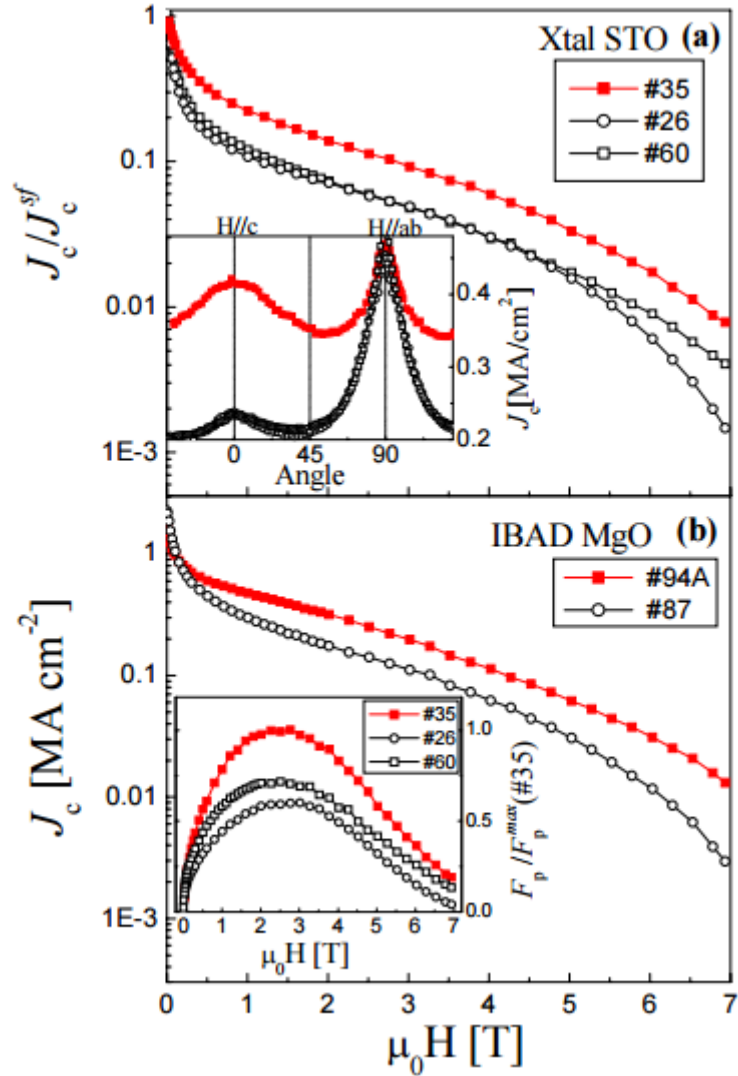 Xtal STO (a)
#35
#26
#60
1
0.1
0.01
1E-3
J_c/J_c^{sf}
H//c
H//ab
0.4
0.3
0.2
J_c[MA/cm^2]
0 45 90
Angle
IBAD MgO (b)
#94A
#87
1
0.1
0.01
1E-3
J_c [MA cm^{-2}]
#35
#26
#60
1.0
0.6
0.0
F_p/F_p^{max}(#35)
0 1 2 3 4 5 6 7
μ_0H [T]
0 1 2 3 4 5 6 7
μ_0H [T]